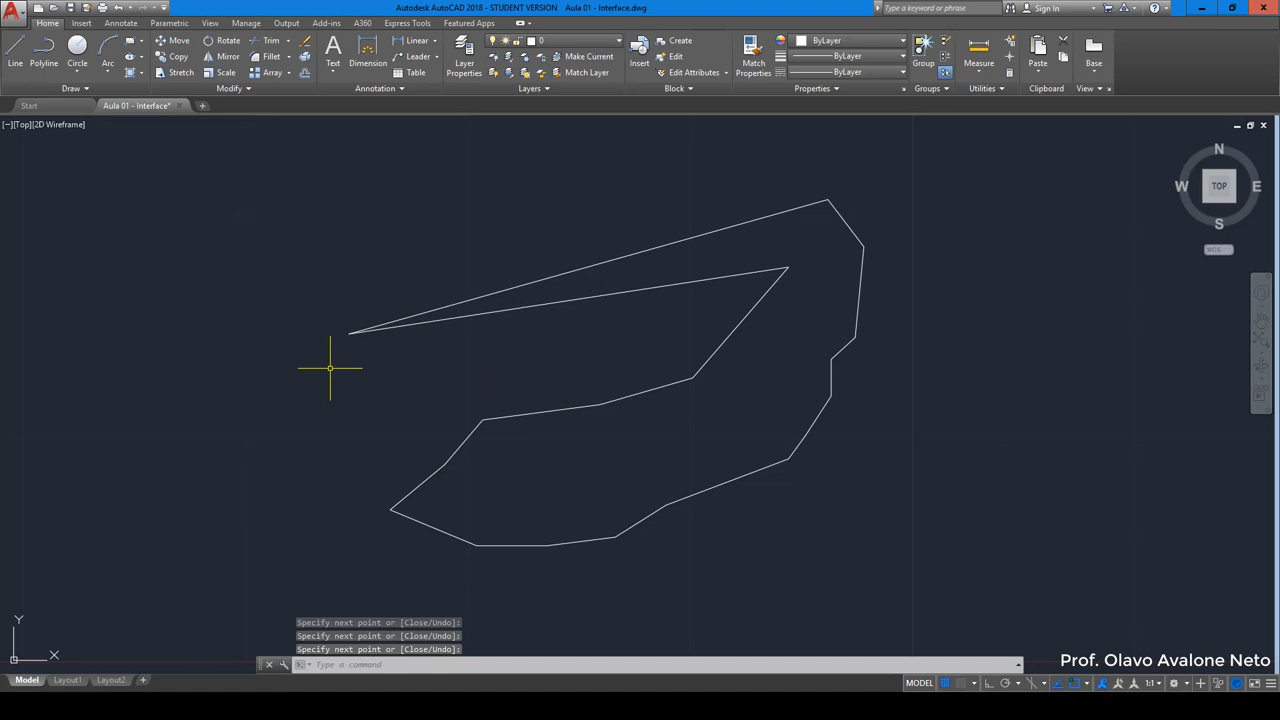 Autodesk AutoCAD 2018 - STUDENT VERSION Aula 01 - Interface.dwg
Type a keyword or phrase
Sign In
Home Insert Annotate Parametric View Manage Output Add-ins A360 Express Tools Featured Apps
Line Polyline Circle Arc
Move Rotate Trim
Copy Mirror Fillet
Stretch Scale Array
Text Dimension
Linear
Leader
Table
Layer Properties
0
Make Current
Match Layer
Insert
Create
Edit
Edit Attributes
Match Properties
ByLayer
ByLayer
ByLayer
Group Measure Paste Base
Draw Modify Annotation Layers Block Properties Groups Utilities Clipboard View
Start Aula 01 - Interface*
[−][Top][2D Wireframe]
N
W TOP E
S
WCS
Y
X
Specify next point or [Close/Undo]:
Specify next point or [Close/Undo]:
Specify next point or [Close/Undo]:
Type a command
Prof. Olavo Avalone Neto
Model Layout1 Layout2
MODEL 1:1